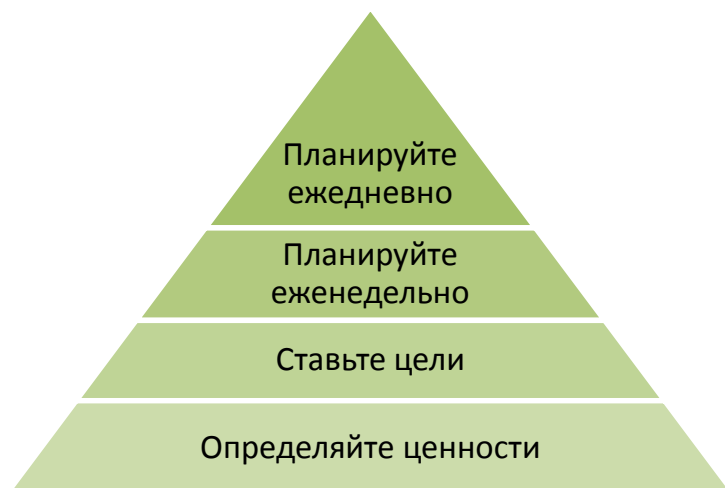 Планируйте
ежедневно
Планируйте
еженедельно
Ставьте цели
Определяйте ценности